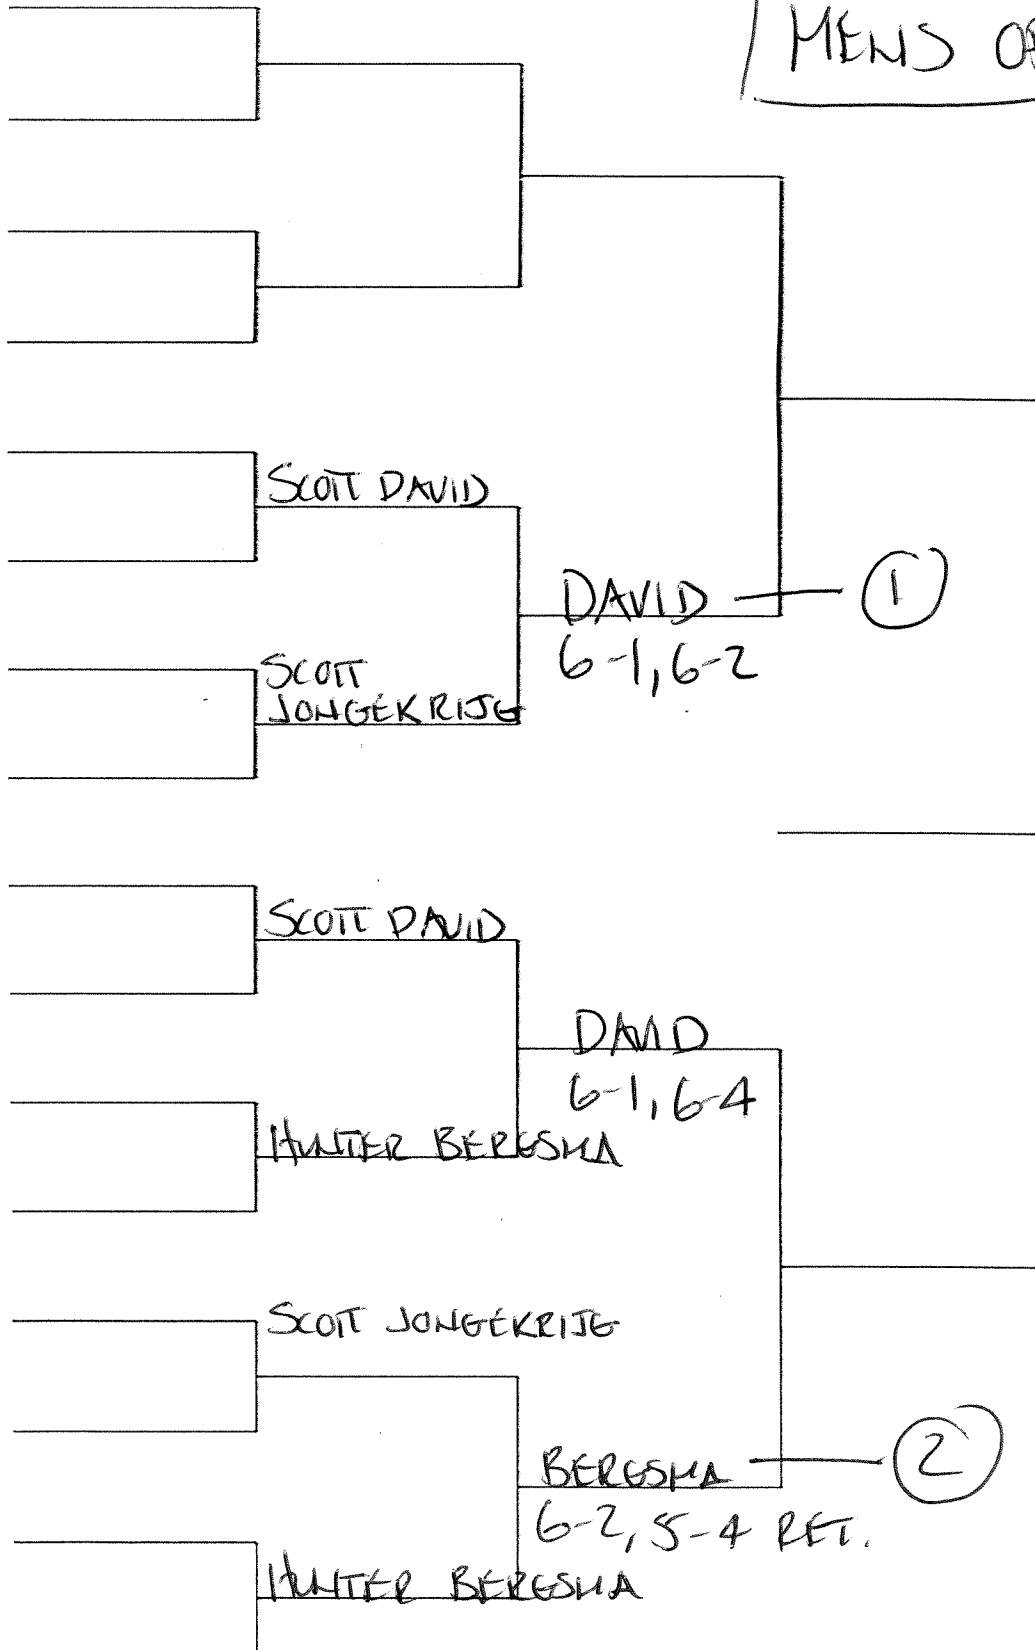 MENS
SCOTT DAVID
DAVID
1
6-1, 6-2
SCOTT
JONGEKRIJG
SCOTT DAVID
DAVID
6-1, 6-4
HUNTER BERGSMA
SCOTT JONGEKRIJG
BERGSMA
2
6-2, 5-4 RET.
HUNTER BERGSMA